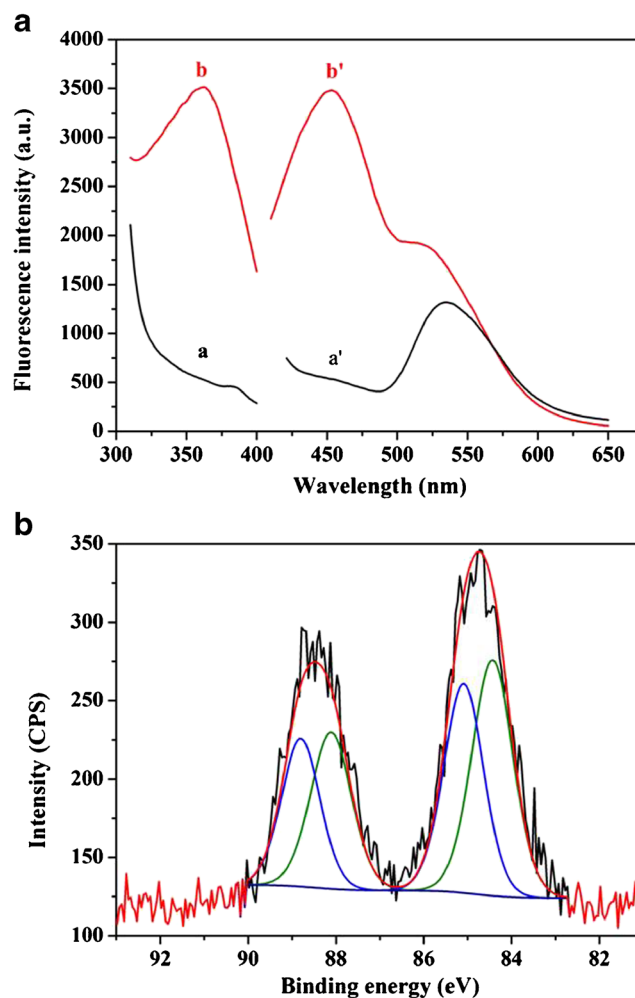 a
4000
3500
3000
2500
2000
1500
1000
500
0
Fluorescence intensity (a.u.)
b
b'
a
a'
300 350 400 450 500 550 600 650
Wavelength (nm)
b
350
300
250
200
150
100
Intensity (CPS)
92 90 88 86 84 82
Binding energy (eV)